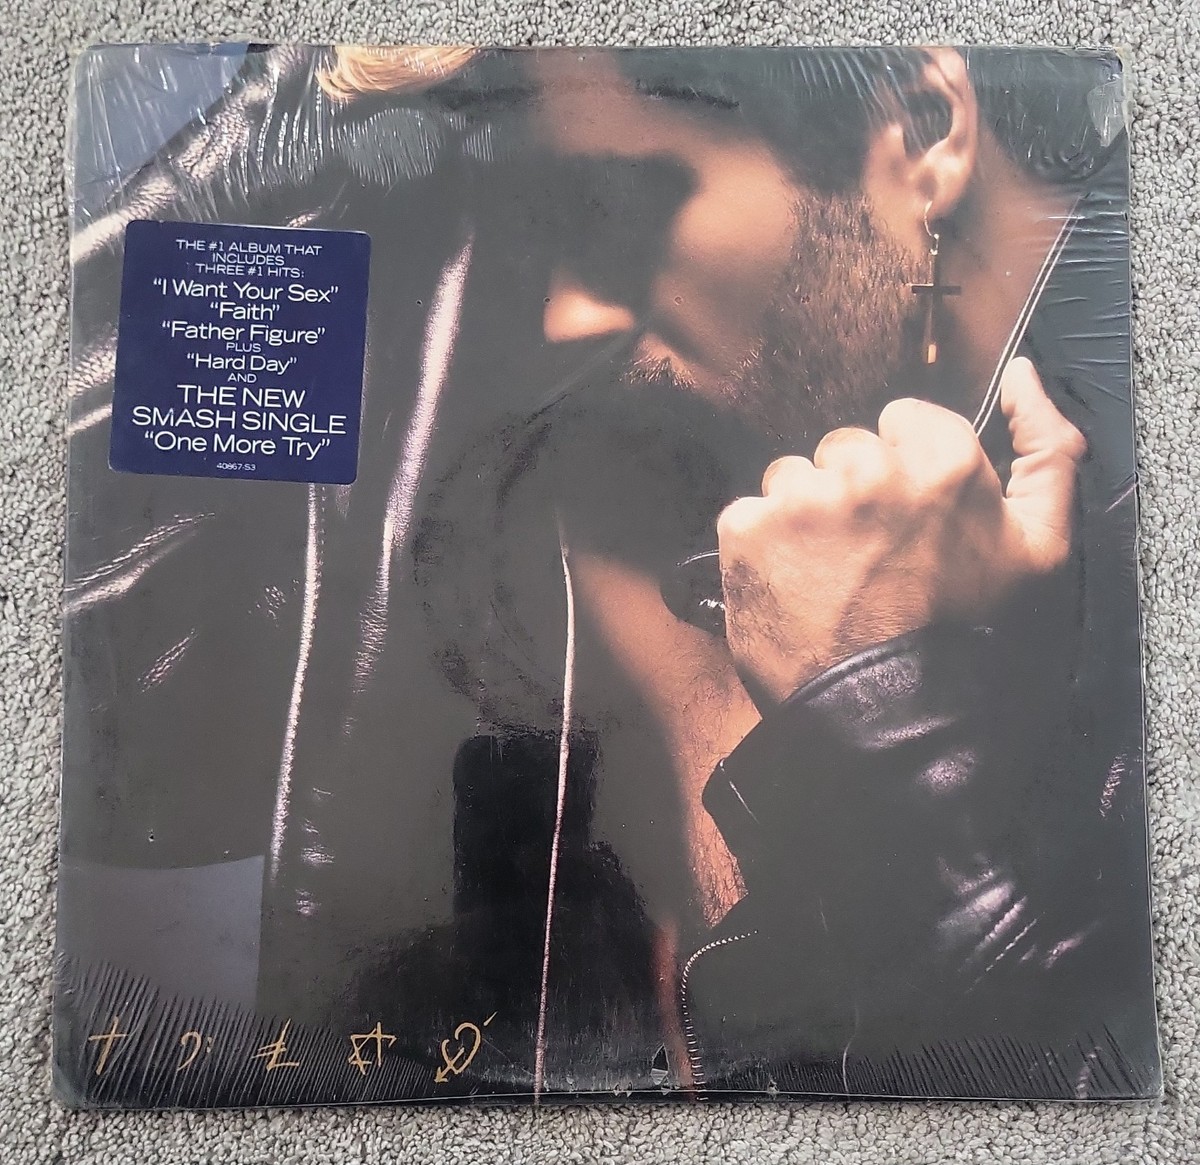 THE #1 ALBUM THAT
INCLUDES
THREE #1 HITS:
"I Want Your Sex"
"Faith"
"Father Figure"
PLUS
"Hard Day"
AND
THE NEW
SMASH SINGLE
"One More Try"
40867-S3